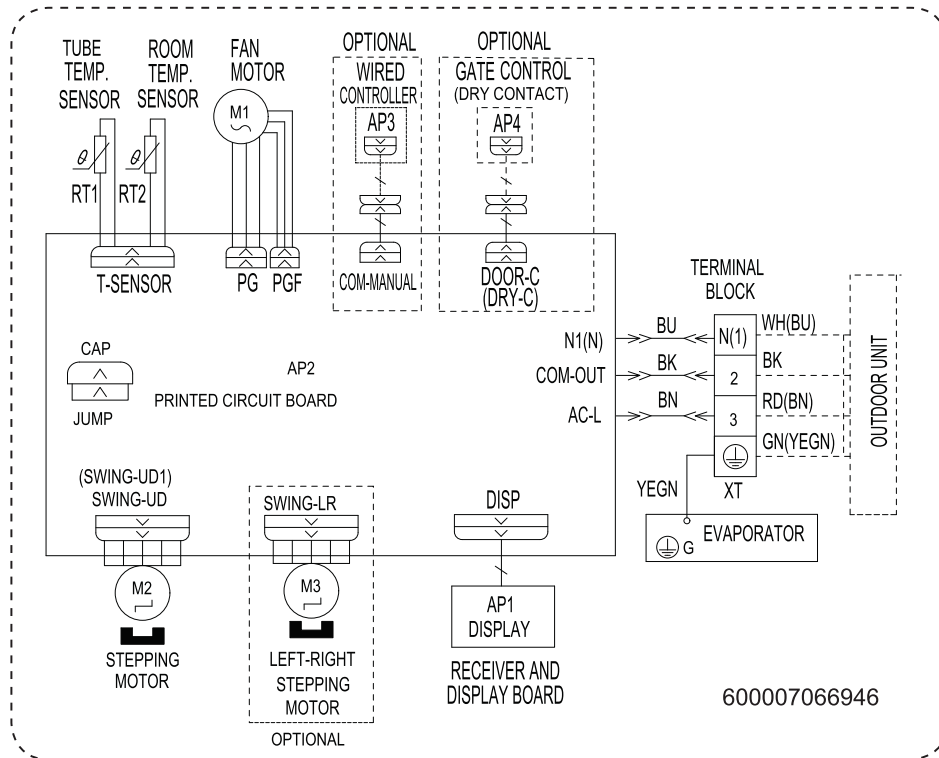 TUBE
TEMP.
SENSOR
ROOM
TEMP.
SENSOR
FAN
MOTOR
OPTIONAL
WIRED
CONTROLLER
AP3
OPTIONAL
GATE CONTROL
(DRY CONTACT)
AP4
M1
θ
RT1
θ
RT2
T-SENSOR
PG
PGF
COM-MANUAL
DOOR-C
(DRY-C)
TERMINAL
BLOCK
N1(N)
BU
N(1)
WH(BU)
COM-OUT
BK
2
BK
AC-L
BN
3
RD(BN)
GN(YEGN)
OUTDOOR UNIT
YEGN
XT
G
EVAPORATOR
CAP
JUMP
AP2
PRINTED CIRCUIT BOARD
(SWING-UD1)
SWING-UD
SWING-LR
DISP
M2
M3
AP1
DISPLAY
STEPPING
MOTOR
LEFT-RIGHT
STEPPING
MOTOR
OPTIONAL
RECEIVER AND
DISPLAY BOARD
600007066946